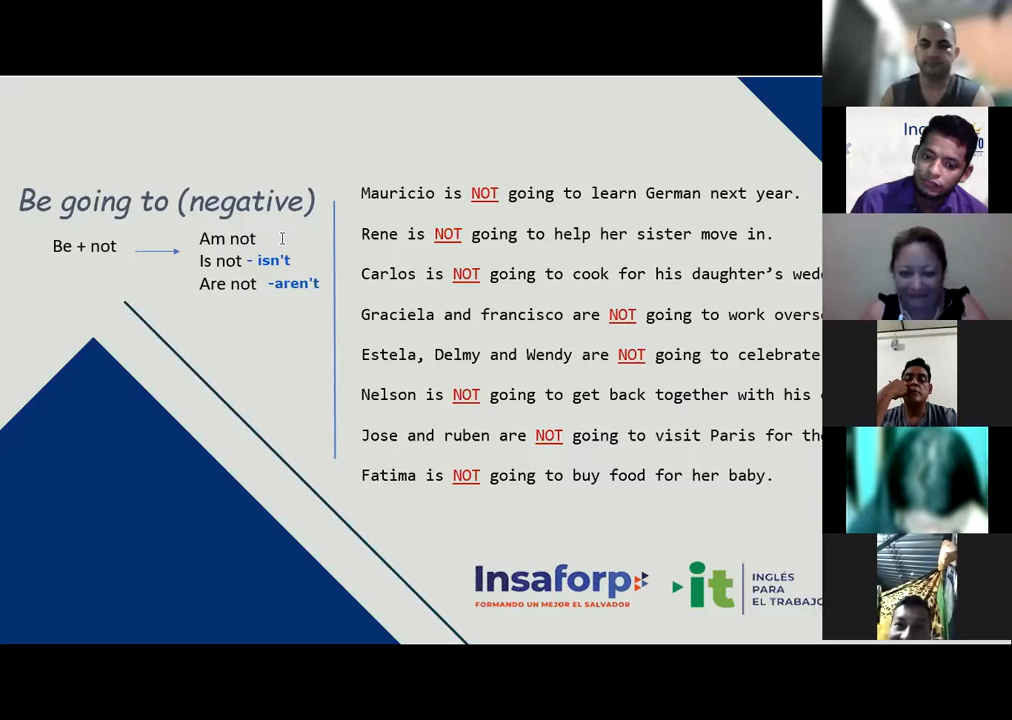 Be going to (negative)
Be + not
Am not
Is not - isn't
Are not -aren't
Mauricio is NOT going to learn German next year.
Rene is NOT going to help her sister move in.
Carlos is NOT going to cook for his daughter’s
Graciela and francisco are NOT going to work
Estela, Delmy and Wendy are NOT going to celebrate
Nelson is NOT going to get back together with his
Jose and ruben are NOT going to visit Paris for
Fatima is NOT going to buy food for her baby.
Insaforp
FORMANDO UN MEJOR EL SALVADOR
it
INGLÉS
PARA
EL TRABAJO